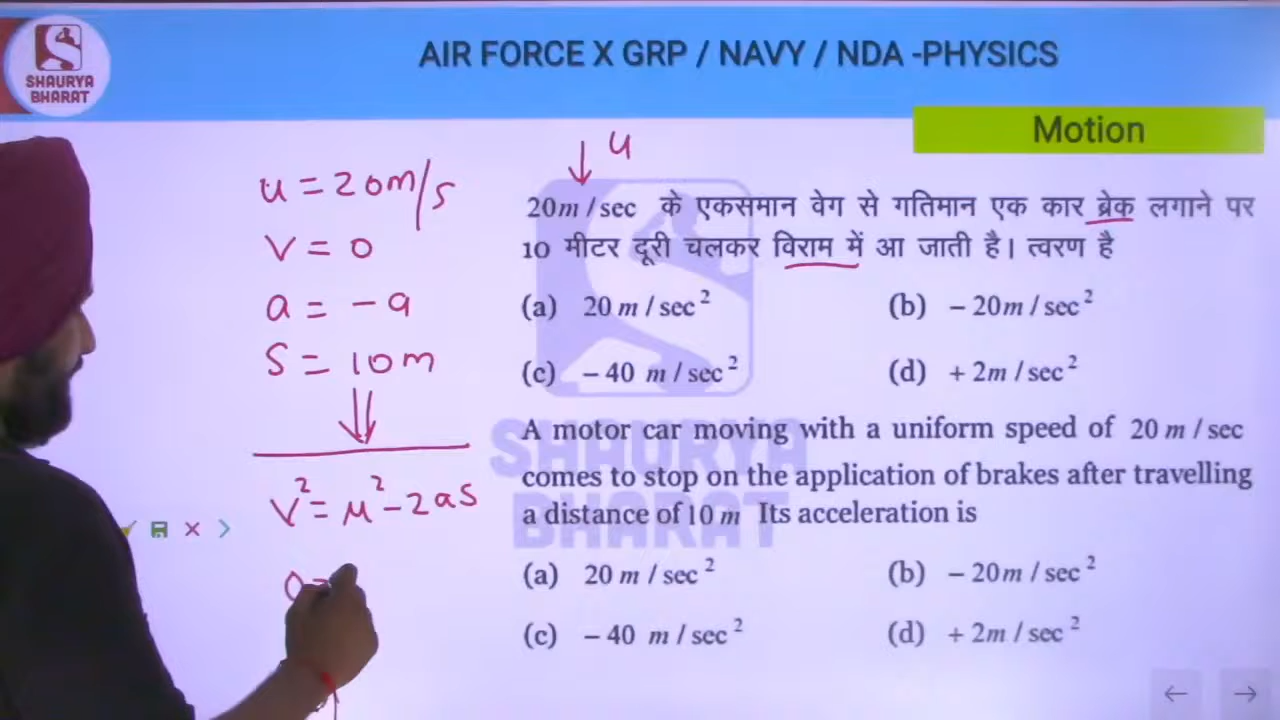 SHAURYA
BHARAT
AIR FORCE X GRP / NAVY / NDA -PHYSICS
Motion
u = 20m/s
v = 0
a = - a
S = 10m
v² = u² - 2as
0 =
u
20m / sec के एकसमान वेग से गतिमान एक कार ब्रेक लगाने पर
10 मीटर दूरी चलकर विराम में आ जाती है। त्वरण है
(a) 20 m / sec² (b) – 20m / sec²
(c) – 40 m / sec² (d) + 2m / sec²
SHAURYA
BHARAT
A motor car moving with a uniform speed of 20 m / sec
comes to stop on the application of brakes after travelling
a distance of 10 m Its acceleration is
(a) 20 m / sec² (b) – 20m / sec²
(c) – 40 m / sec² (d) + 2m / sec²